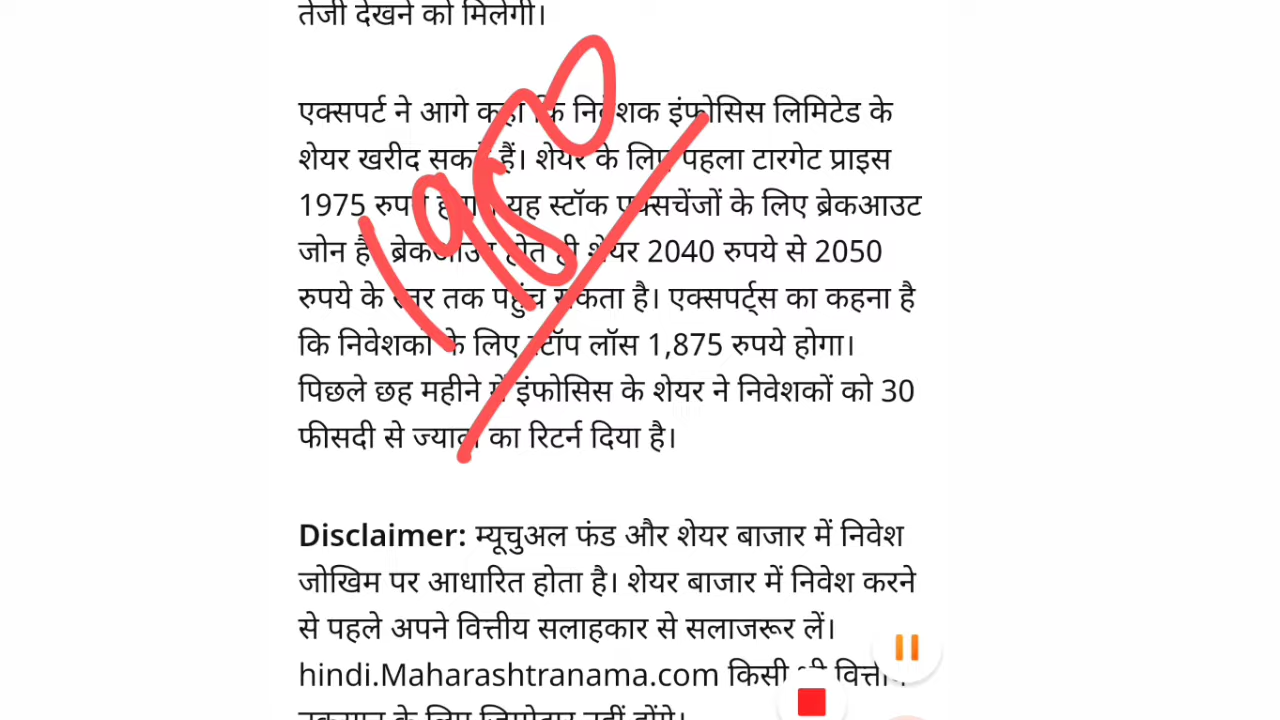 तेजी देखने को मिलेगी।
एक्सपर्ट ने आगे कहा कि निवेशक इंफोसिस लिमिटेड के
शेयर खरीद सकते हैं। शेयर के लिए पहला टारगेट प्राइस
1975 रुपये होगा। यह स्टॉक एक्सचेंजों के लिए ब्रेकआउट
जोन है। ब्रेकआउट होते ही शेयर 2040 रुपये से 2050
रुपये के स्तर तक पहुंच सकता है। एक्सपर्ट्स का कहना है
कि निवेशकों के लिए स्टॉप लॉस 1,875 रुपये होगा।
पिछले छह महीने में इंफोसिस के शेयर ने निवेशकों को 30
फीसदी से ज्यादा का रिटर्न दिया है।
Disclaimer: म्यूचुअल फंड और शेयर बाजार में निवेश
जोखिम पर आधारित होता है। शेयर बाजार में निवेश करने
से पहले अपने वित्तीय सलाहकार से सलाजरूर लें।
hindi.Maharashtranama.com किसी भी वित्तीय
नुकसान के लिए जिम्मेदार नहीं होंगे।